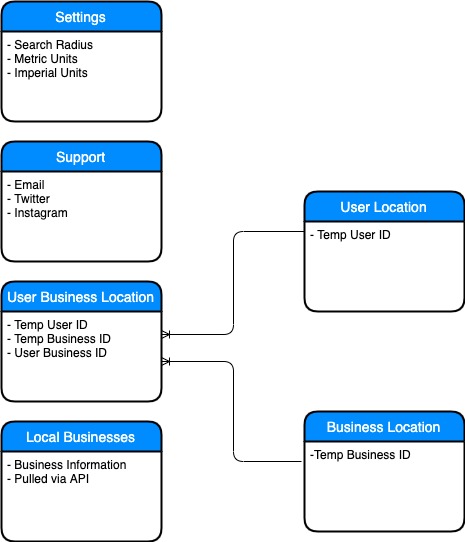 Settings
- Search Radius
- Metric Units
- Imperial Units
Support
- Email
- Twitter
- Instagram
User Location
- Temp User ID
User Business Location
- Temp User ID
- Temp Business ID
- User Business ID
Local Businesses
- Business Information
- Pulled via API
Business Location
-Temp Business ID